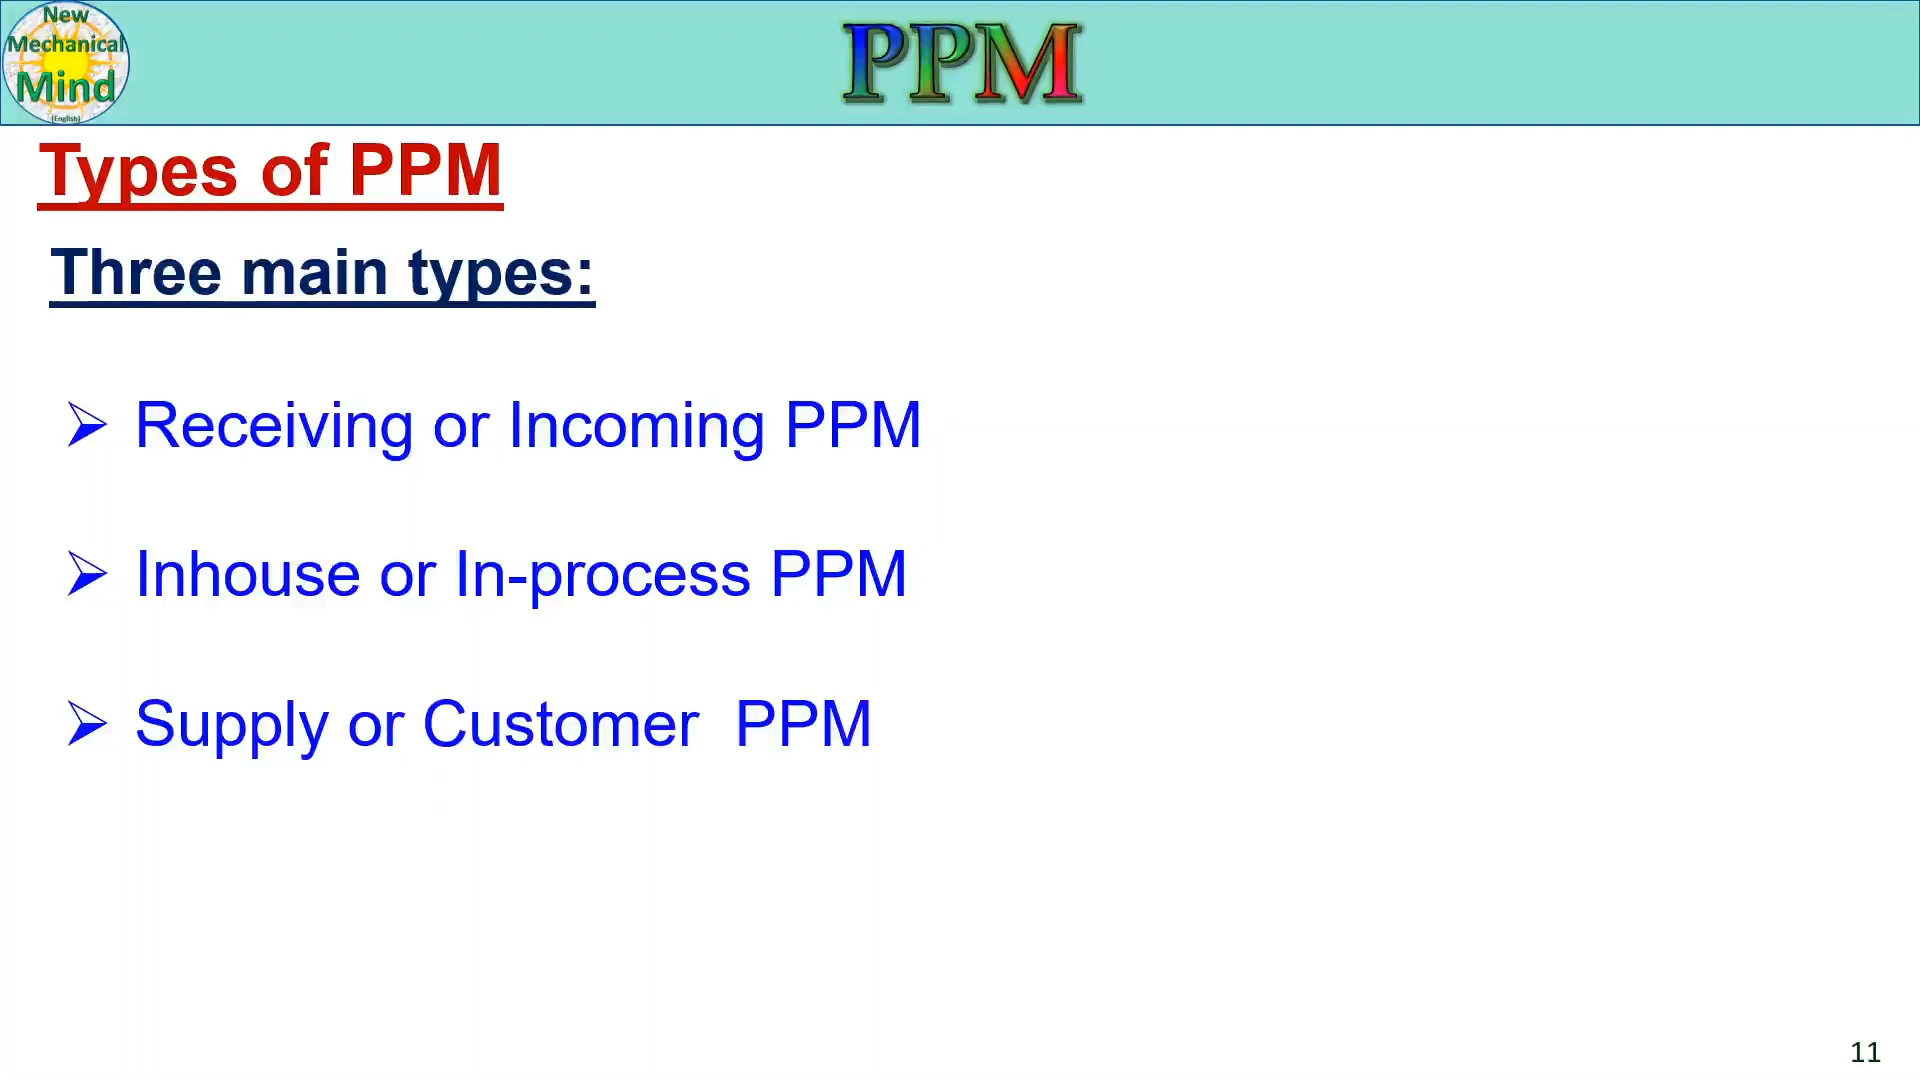 New
Mechanical
Mind
(English)
PPM
Types of PPM
Three main types:
➢ Receiving or Incoming PPM
➢ Inhouse or In-process PPM
➢ Supply or Customer  PPM
11